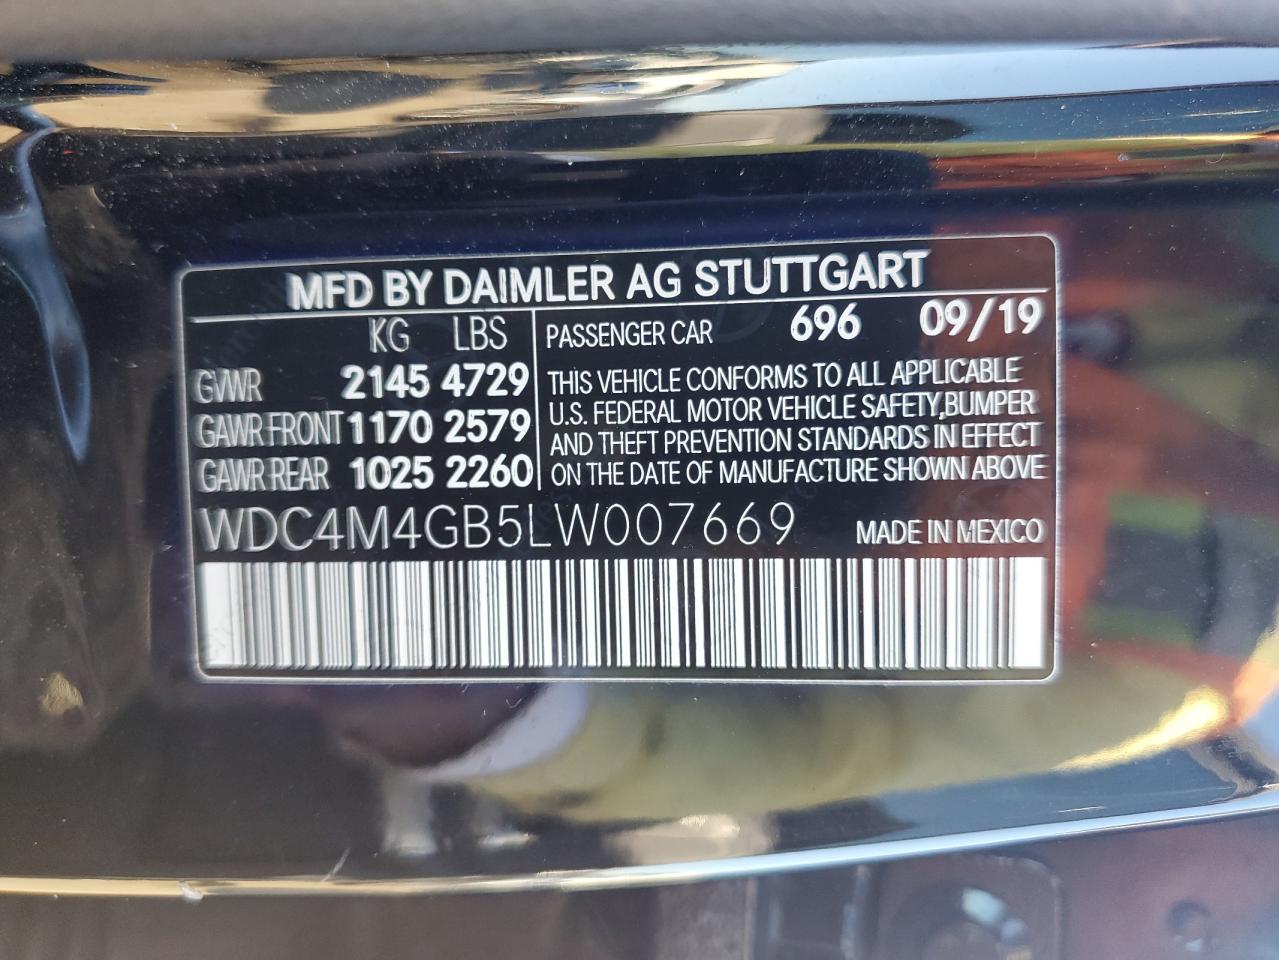 MFD BY DAIMLER AG STUTTGART
KG LBS PASSENGER CAR 696 09/19
GVWR 2145 4729 THIS VEHICLE CONFORMS TO ALL APPLICABLE
GAWR FRONT 1170 2579 U.S. FEDERAL MOTOR VEHICLE SAFETY,BUMPER
AND THEFT PREVENTION STANDARDS IN EFFECT
GAWR REAR 1025 2260 ON THE DATE OF MANUFACTURE SHOWN ABOVE
WDC4M4GB5LW007669 MADE IN MEXICO